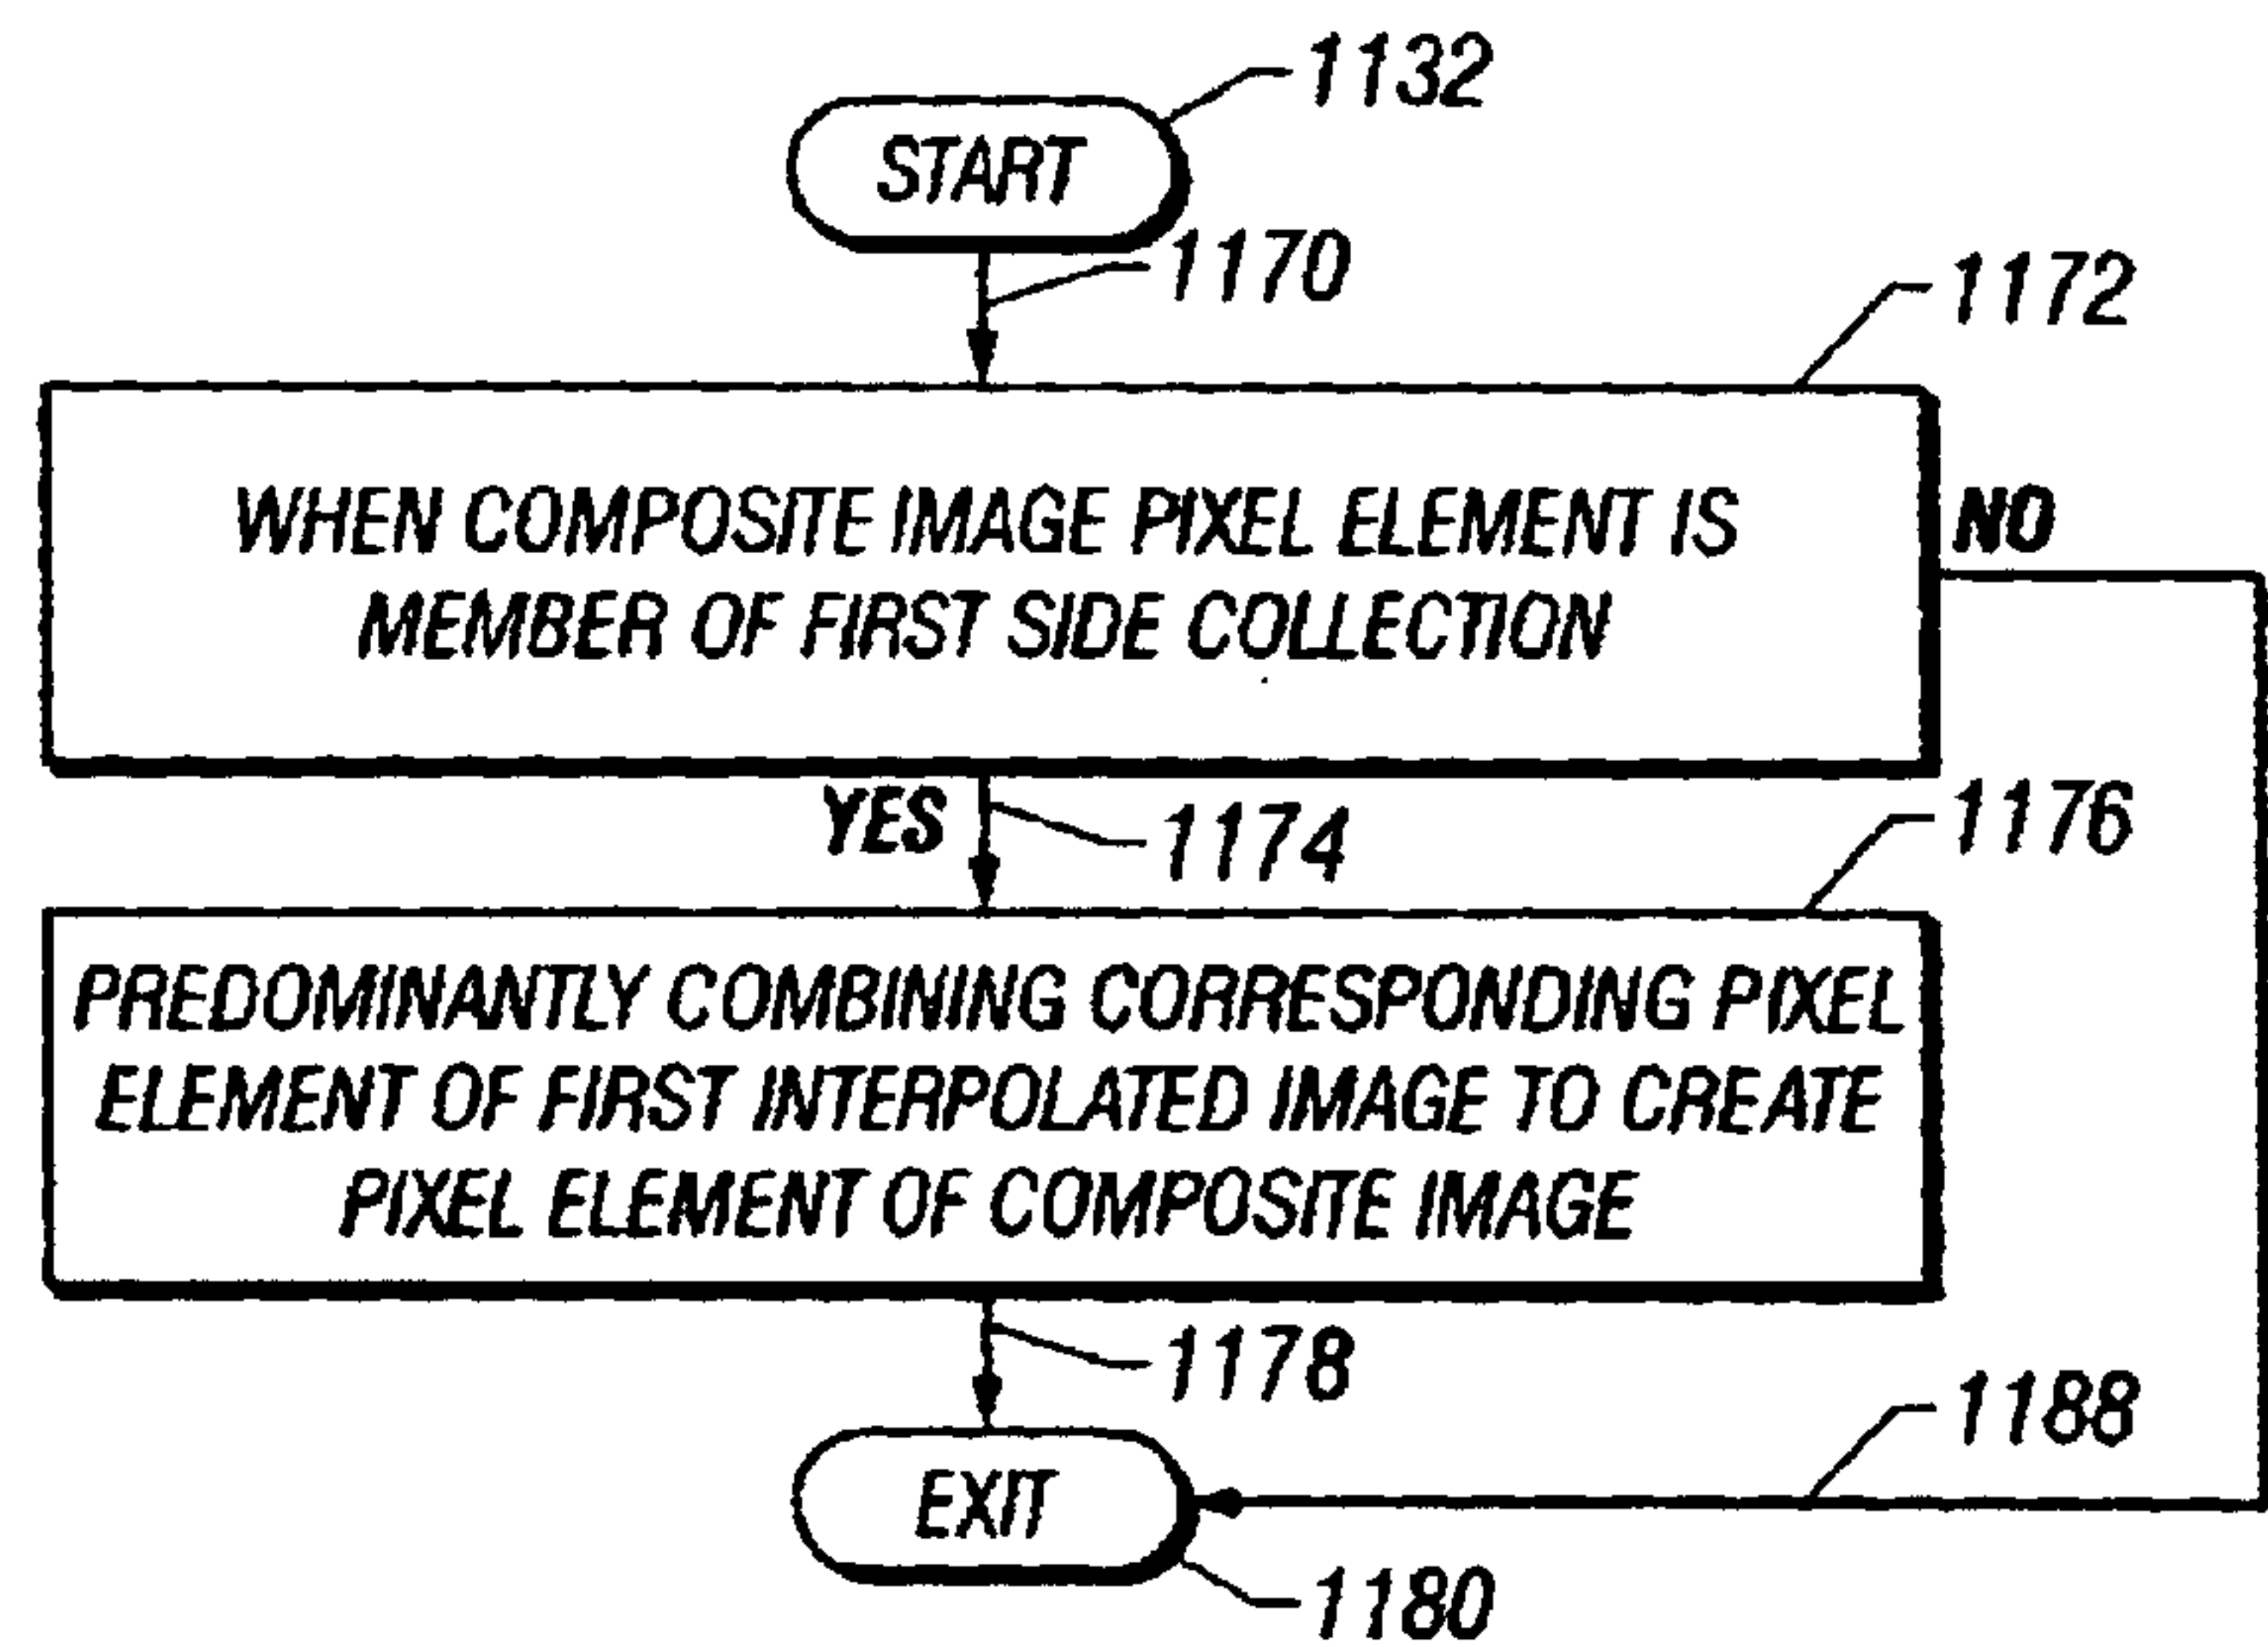 1132
START
1170
1172
WHEN COMPOSITE IMAGE PIXEL ELEMENT IS
MEMBER OF FIRST SIDE COLLECTION
NO
YES
1174
1176
PREDOMINANTLY COMBINING CORRESPONDING PIXEL
ELEMENT OF FIRST INTERPOLATED IMAGE TO CREATE
PIXEL ELEMENT OF COMPOSITE IMAGE
1178
1188
EXIT
1180